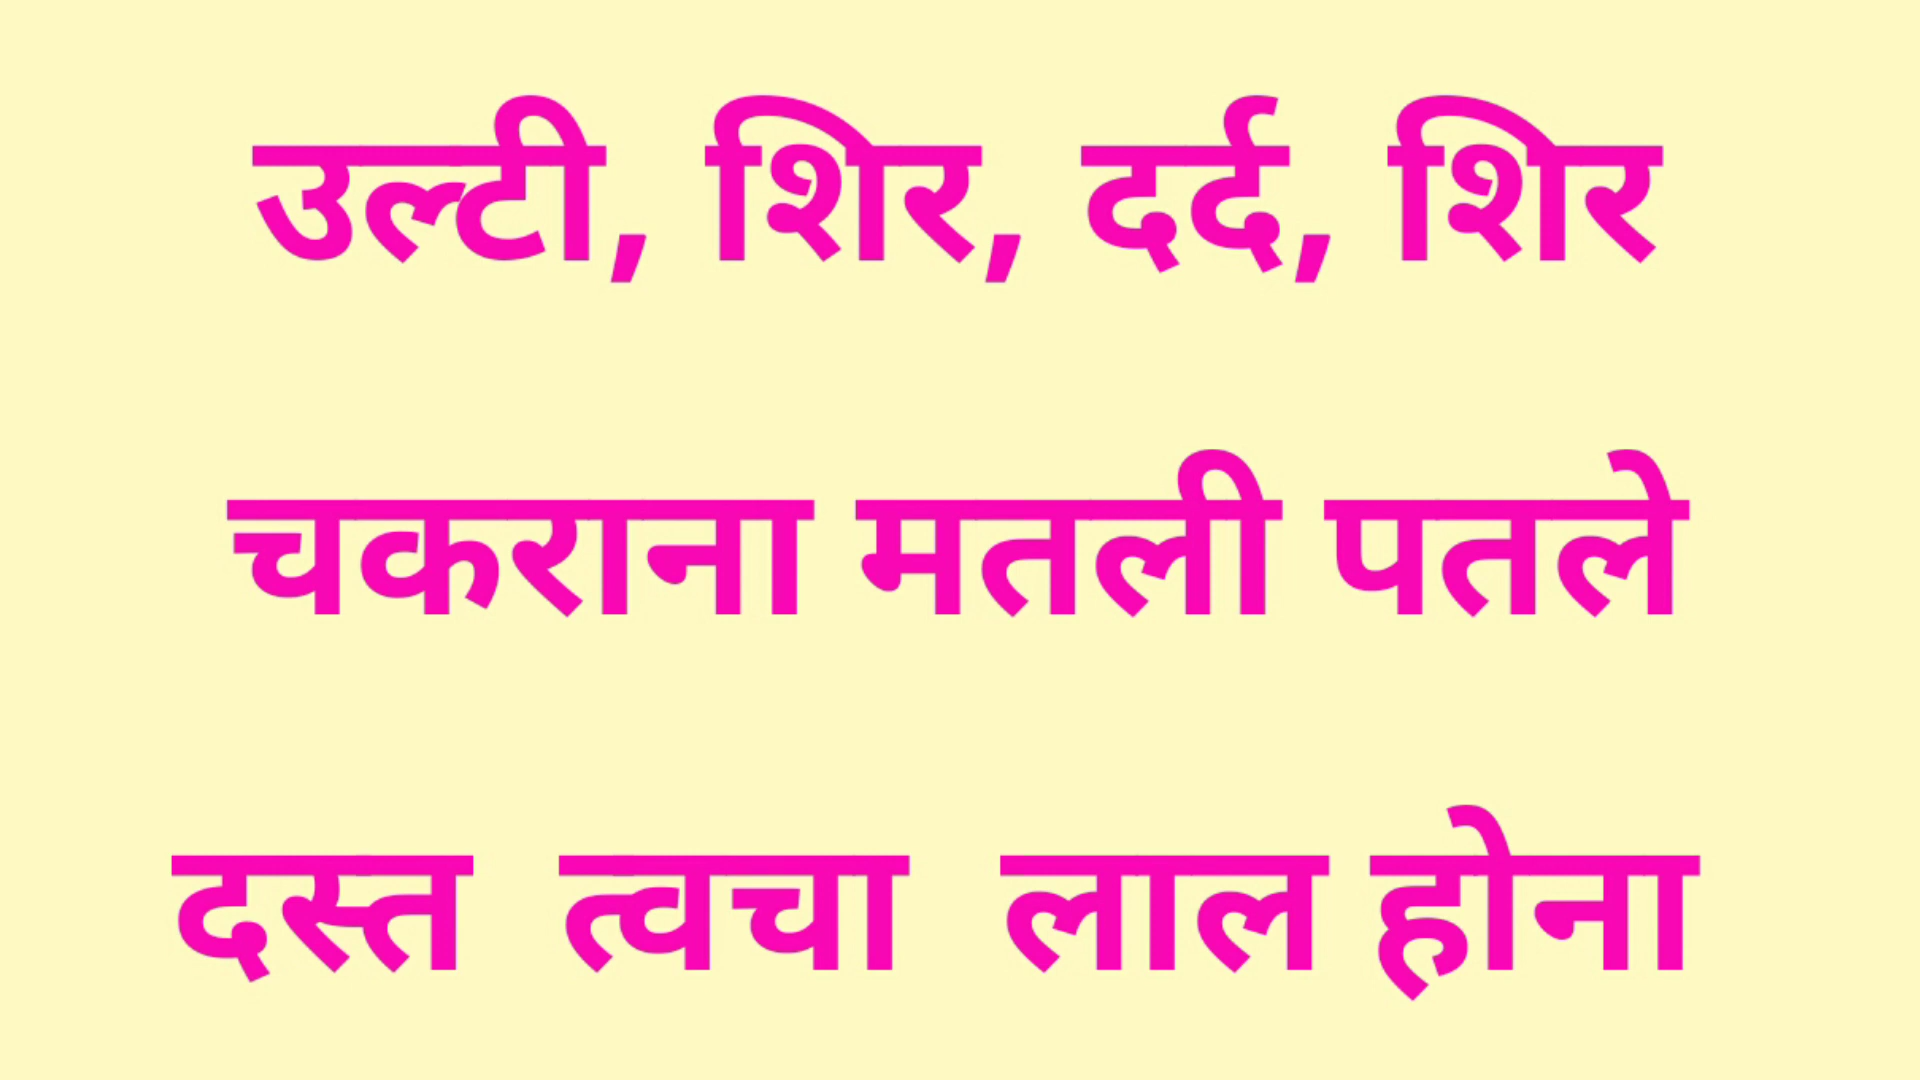 उल्टी, शिर, दर्द, शिर
चकराना मतली पतले
दस्त त्वचा लाल होना